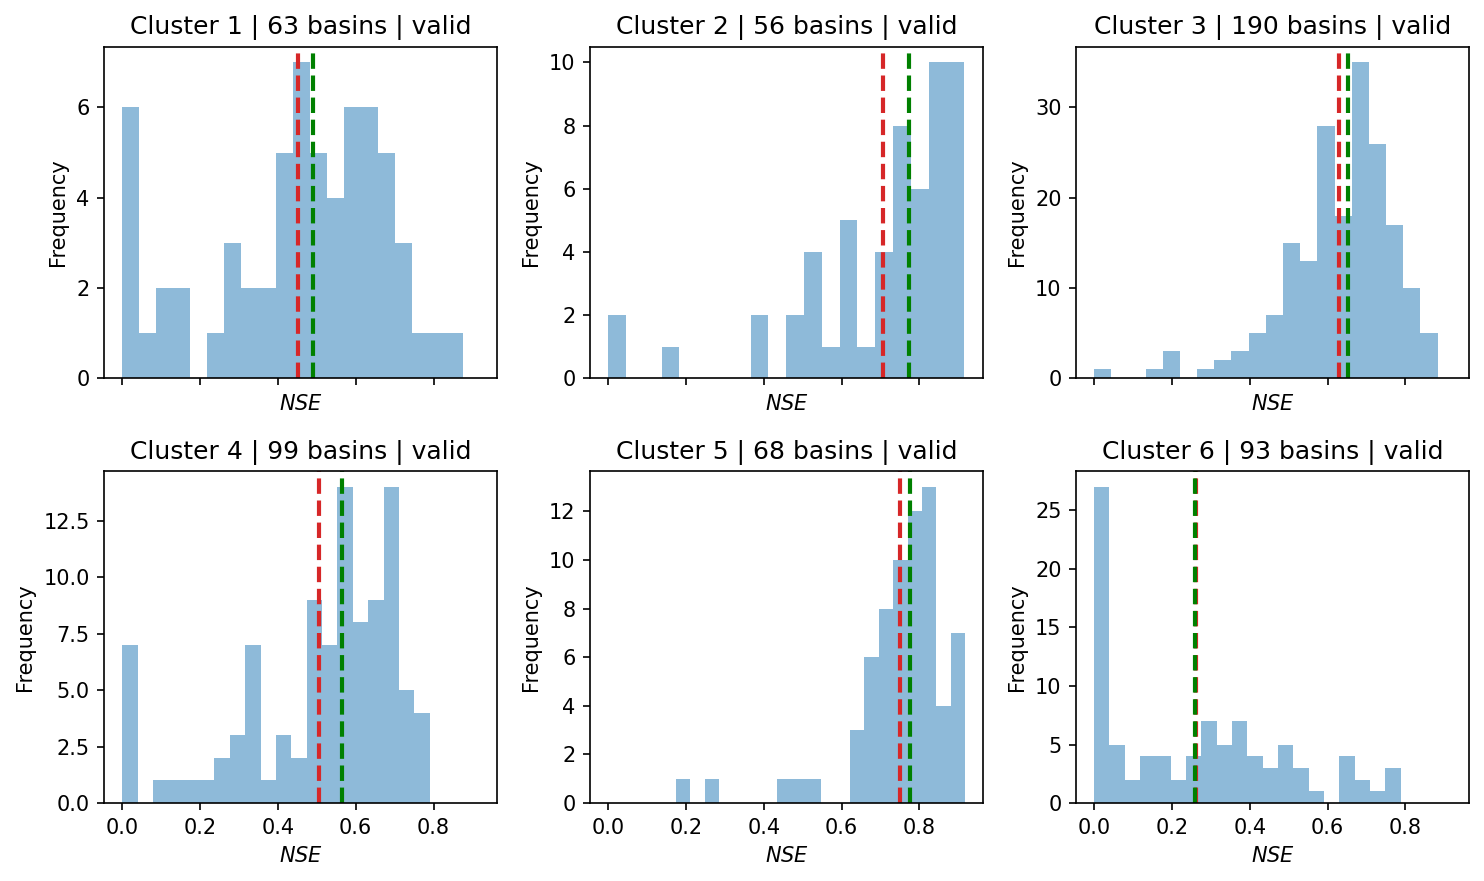 Cluster 1 | 63 basins | valid
Frequency
6
4
2
0
NSE
Cluster 2 | 56 basins | valid
Frequency
10
8
6
4
2
0
NSE
Cluster 3 | 190 basins | valid
Frequency
30
20
10
0
NSE
Cluster 4 | 99 basins | valid
Frequency
12.5
10.0
7.5
5.0
2.5
0.0
0.0 0.2 0.4 0.6 0.8
NSE
Cluster 5 | 68 basins | valid
Frequency
12
10
8
6
4
2
0
0.0 0.2 0.4 0.6 0.8
NSE
Cluster 6 | 93 basins | valid
Frequency
25
20
15
10
5
0
0.0 0.2 0.4 0.6 0.8
NSE